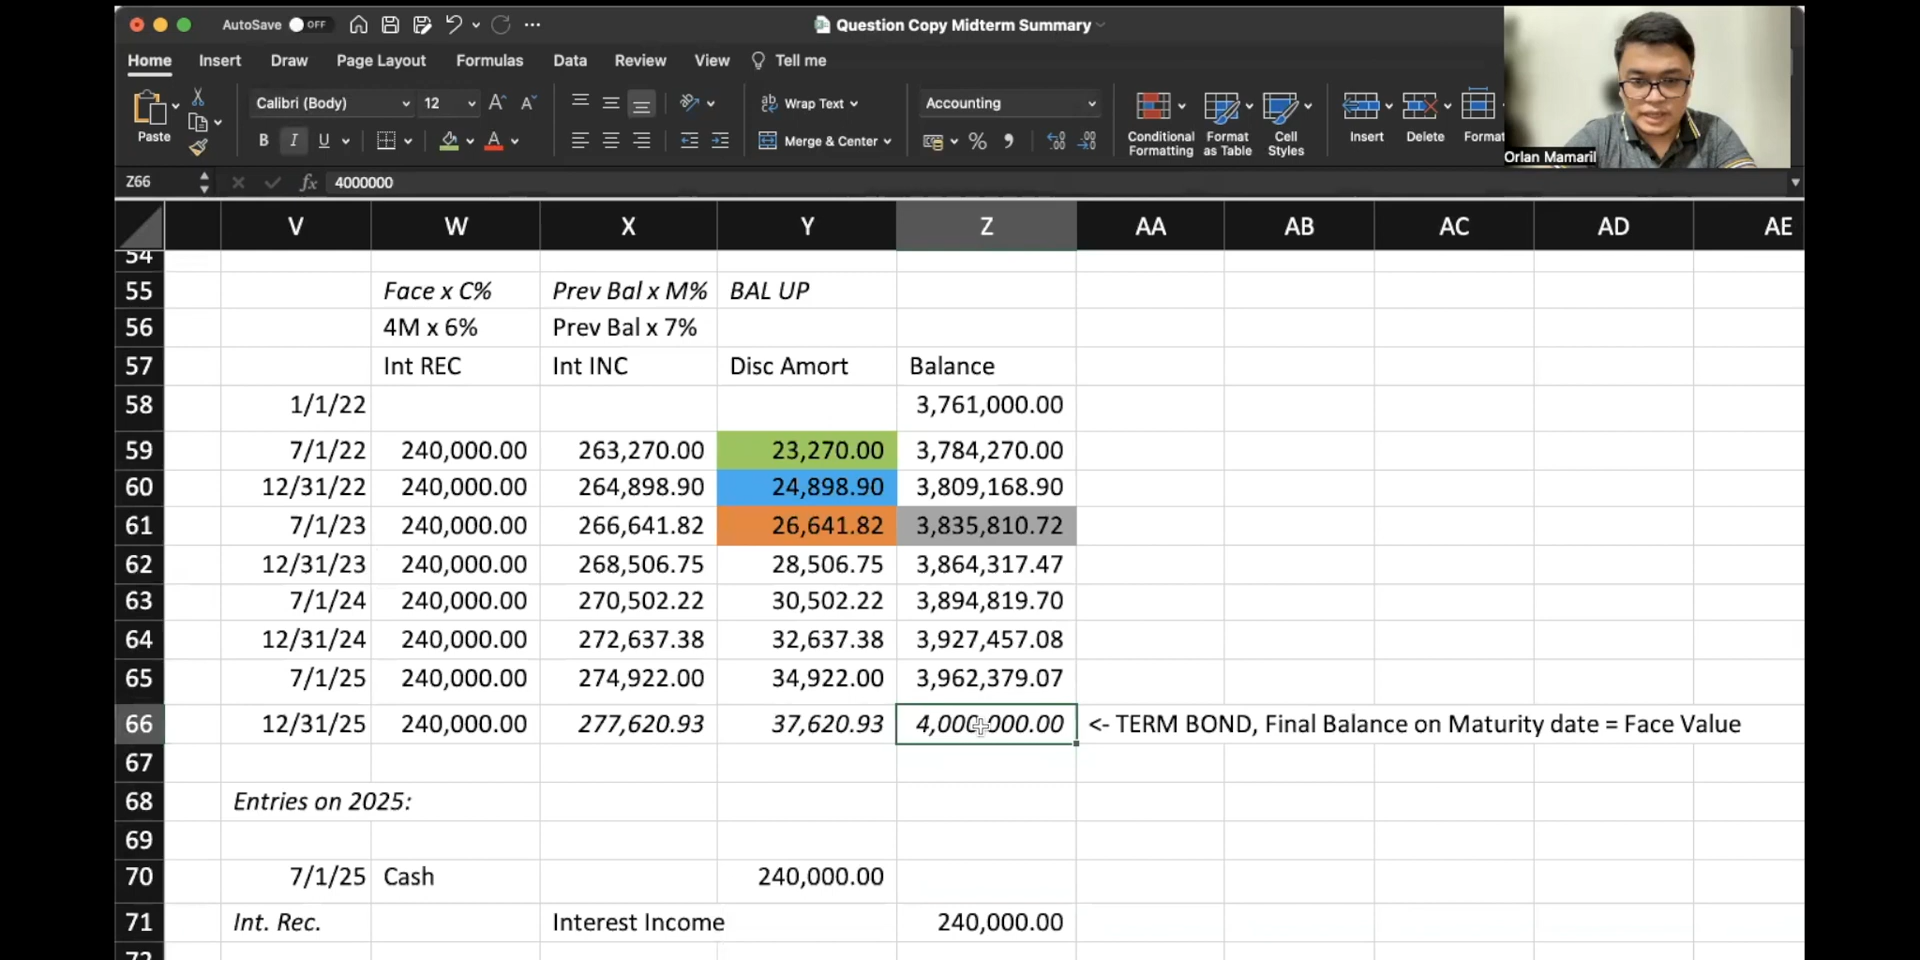 AutoSave OFF Question Copy Midterm Summary
Home Insert Draw Page Layout Formulas Data Review View Tell me
Paste Calibri (Body) 12 A A Wrap Text Accounting
B I U A Merge & Center % Conditional Formatting Format as Table Cell Styles Insert Delete Format
Orlan Mamaril
Z66 fx 4000000
V W X Y Z AA AB AC AD AE
54
55 Face x C% Prev Bal x M% BAL UP
56 4M x 6% Prev Bal x 7%
57 Int REC Int INC Disc Amort Balance
58 1/1/22 3,761,000.00
59 7/1/22 240,000.00 263,270.00 23,270.00 3,784,270.00
60 12/31/22 240,000.00 264,898.90 24,898.90 3,809,168.90
61 7/1/23 240,000.00 266,641.82 26,641.82 3,835,810.72
62 12/31/23 240,000.00 268,506.75 28,506.75 3,864,317.47
63 7/1/24 240,000.00 270,502.22 30,502.22 3,894,819.70
64 12/31/24 240,000.00 272,637.38 32,637.38 3,927,457.08
65 7/1/25 240,000.00 274,922.00 34,922.00 3,962,379.07
66 12/31/25 240,000.00 277,620.93 37,620.93 4,000,000.00 <- TERM BOND, Final Balance on Maturity date = Face Value
67
68 Entries on 2025:
69
70 7/1/25 Cash 240,000.00
71 Int. Rec. Interest Income 240,000.00
72